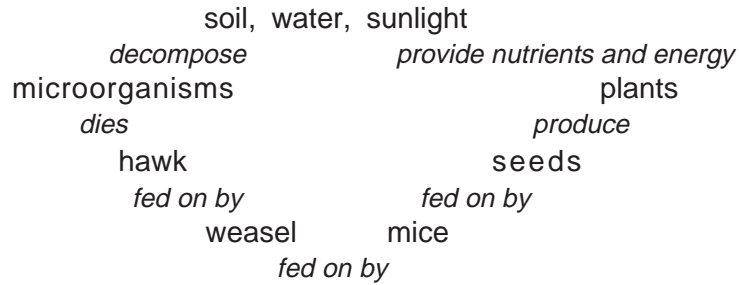 soil, water, sunlight
decompose provide nutrients and energy
microorganisms plants
dies produce
hawk seeds
fed on by fed on by
weasel mice
fed on by